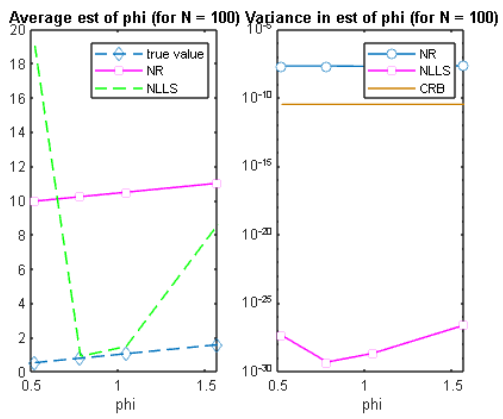 Average est of phi (for N = 100)
Variance in est of phi (for N = 100)
20
18
16
14
12
10
8
6
4
2
0
0.5
1
1.5
phi
true value
NR
NLLS
10^-5
10^-10
10^-15
10^-20
10^-25
10^-30
0.5
1
1.5
phi
NR
NLLS
CRB